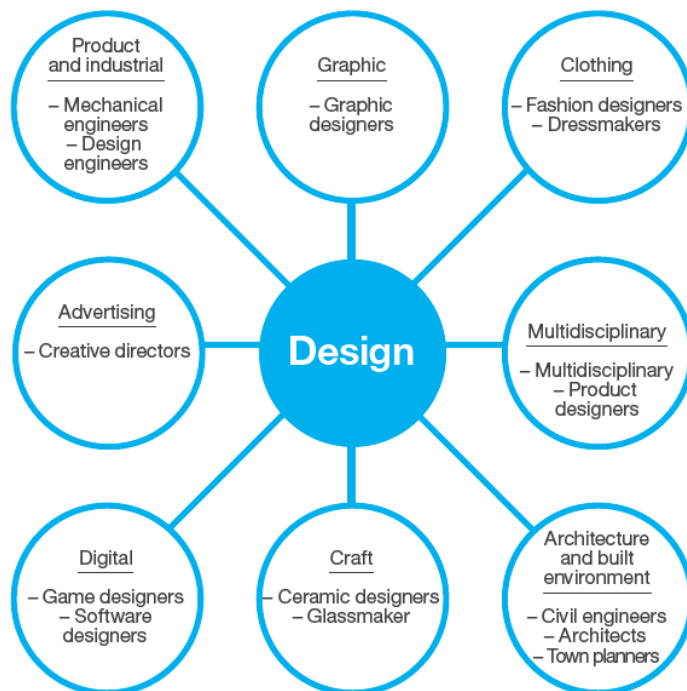 Product
and industrial
– Mechanical
engineers
– Design
engineers
Graphic
– Graphic
designers
Clothing
– Fashion designers
– Dressmakers
Advertising
– Creative directors
Design
Multidisciplinary
– Multidisciplinary
– Product
designers
Digital
– Game designers
– Software
designers
Craft
– Ceramic designers
– Glassmaker
Architecture
and built
environment
– Civil engineers
– Architects
– Town planners